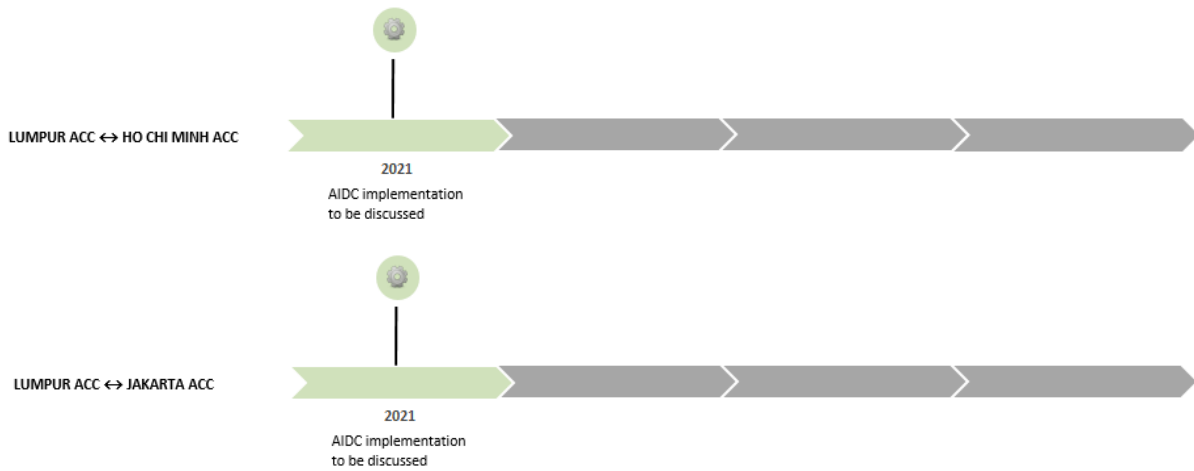 LUMPUR ACC ↔ HO CHI MINH ACC
2021
AIDC implementation
to be discussed
LUMPUR ACC ↔ JAKARTA ACC
2021
AIDC implementation
to be discussed